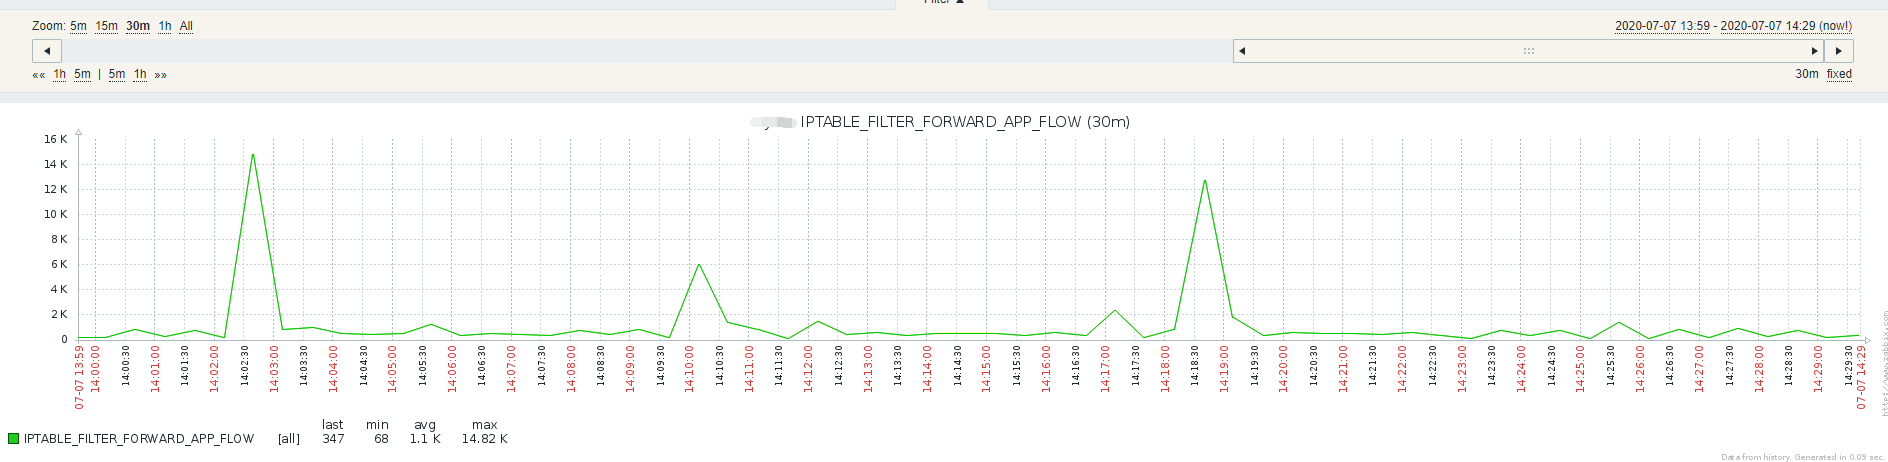 Filter ▲
Zoom: 5m 15m 30m 1h All
2020-07-07 13:59 - 2020-07-07 14:29 (now!)
«« 1h 5m | 5m 1h »»
30m fixed
IPTABLE_FILTER_FORWARD_APP_FLOW (30m)
16 K
14 K
12 K
10 K
8 K
6 K
4 K
2 K
0
07-07 13:59 14:00:00 14:00:30 14:01:00 14:01:30 14:02:00 14:02:30 14:03:00 14:03:30 14:04:00 14:04:30 14:05:00 14:05:30 14:06:00 14:06:30 14:07:00 14:07:30 14:08:00 14:08:30 14:09:00 14:09:30 14:10:00 14:10:30 14:11:00 14:11:30 14:12:00 14:12:30 14:13:00 14:13:30 14:14:00 14:14:30 14:15:00 14:15:30 14:16:00 14:16:30 14:17:00 14:17:30 14:18:00 14:18:30 14:19:00 14:19:30 14:20:00 14:20:30 14:21:00 14:21:30 14:22:00 14:22:30 14:23:00 14:23:30 14:24:00 14:24:30 14:25:00 14:25:30 14:26:00 14:26:30 14:27:00 14:27:30 14:28:00 14:28:30 14:29:00 14:29:30 07-07 14:29
http://www.zabbix.com
last min avg max
IPTABLE_FILTER_FORWARD_APP_FLOW [all] 347 68 1.1 K 14.82 K
Data from history. Generated in 0.09 sec.